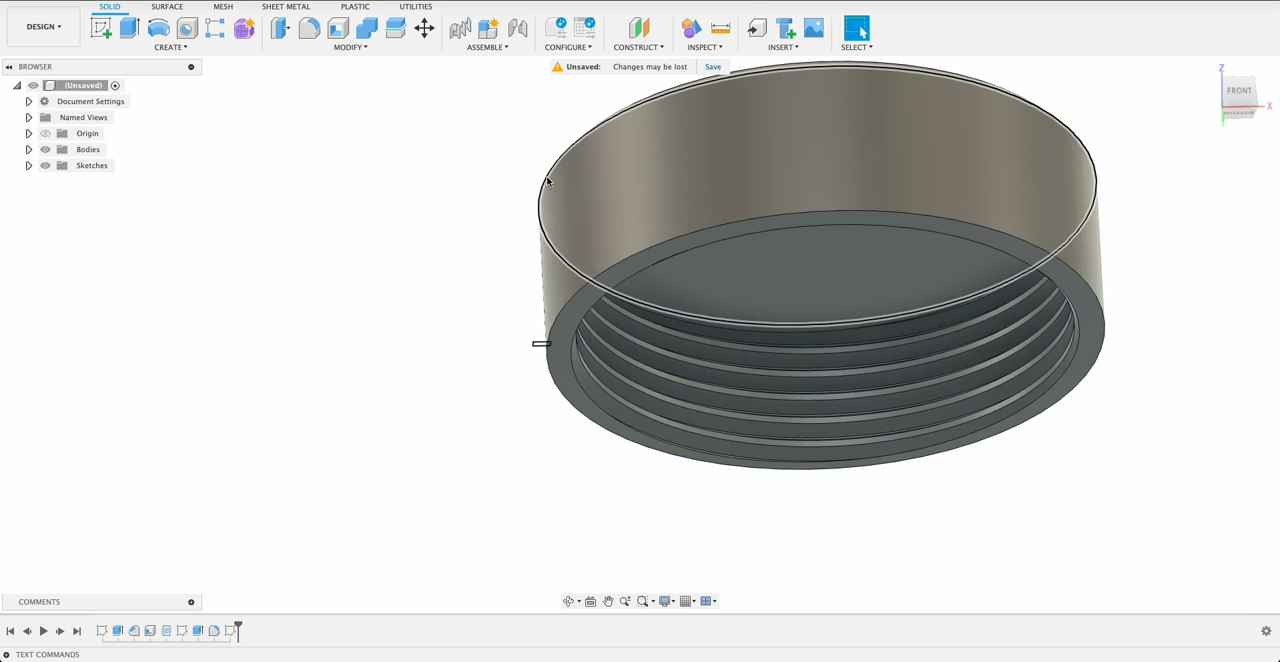 SOLID SURFACE MESH SHEET METAL PLASTIC UTILITIES
DESIGN
CREATE MODIFY ASSEMBLE CONFIGURE CONSTRUCT INSPECT INSERT SELECT
BROWSER
Unsaved: Changes may be lost Save
(Unsaved)
Document Settings
Named Views
Origin
Bodies
Sketches
Z
FRONT
X
BOTTOM
COMMENTS
TEXT COMMANDS